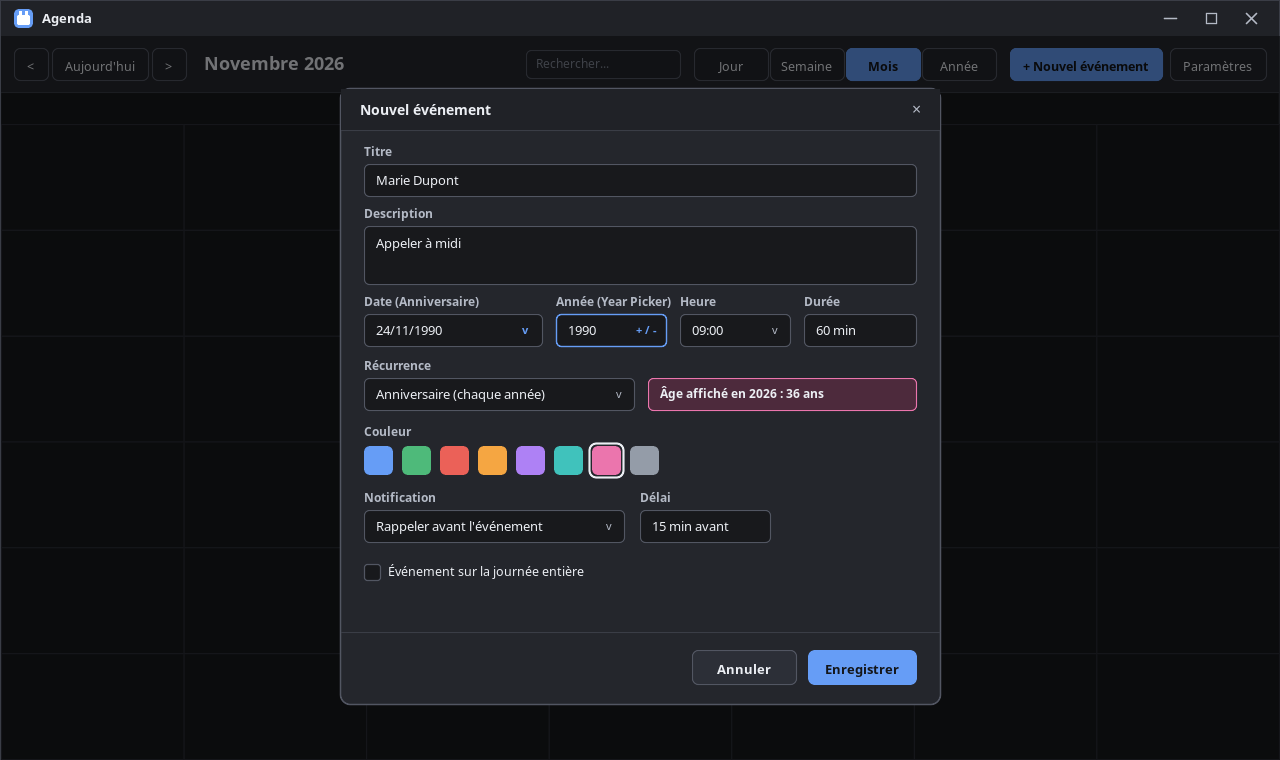 Agenda
< Aujourd'hui > Novembre 2026 Rechercher... Jour Semaine Mois Année + Nouvel événement Paramètres
Nouvel événement ×
Titre
Marie Dupont
Description
Appeler à midi
Date (Anniversaire) Année (Year Picker) Heure Durée
24/11/1990 v 1990 + / - 09:00 v 60 min
Récurrence
Anniversaire (chaque année) v Âge affiché en 2026 : 36 ans
Couleur
Notification Délai
Rappeler avant l'événement v 15 min avant
Événement sur la journée entière
Annuler Enregistrer